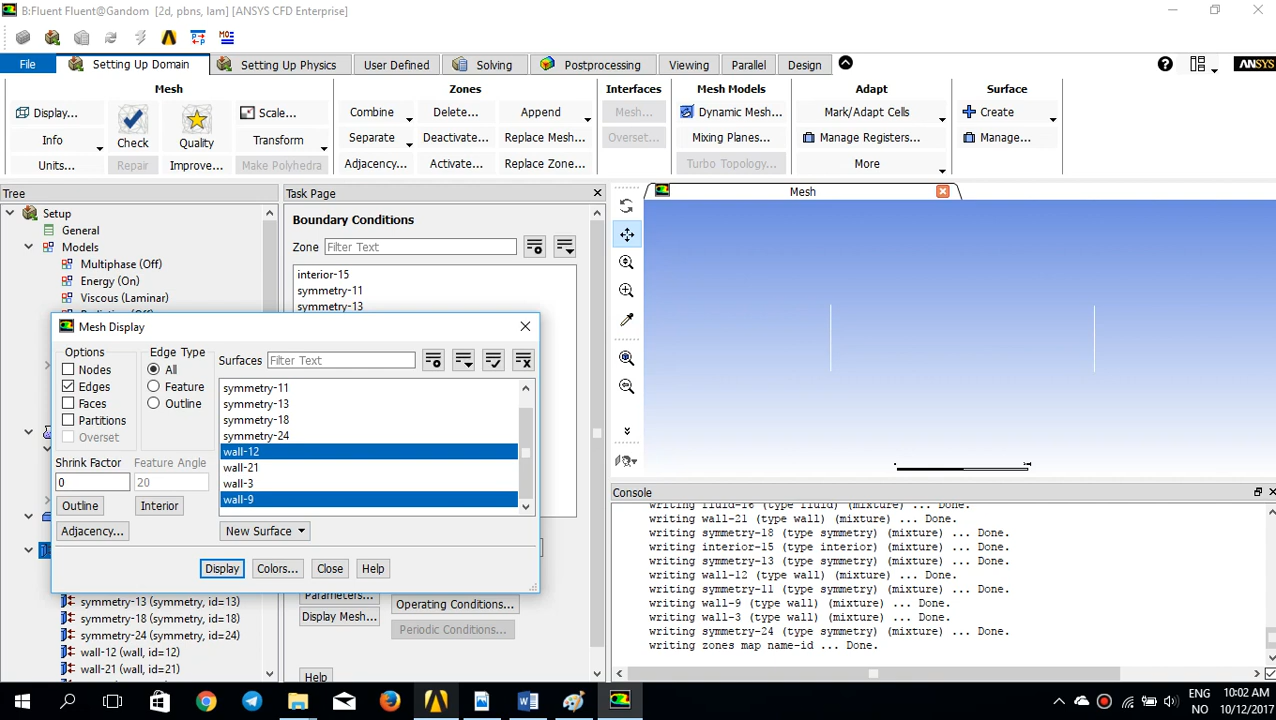 B:Fluent Fluent@Gandom [2d, pbns, lam] [ANSYS CFD Enterprise]
File
Setting Up Domain
Setting Up Physics
User Defined
Solving
Postprocessing
Viewing
Parallel
Design
ANSYS
Mesh
Zones
Interfaces
Mesh Models
Adapt
Surface
Display...
Scale...
Combine
Delete...
Append
Mesh...
Dynamic Mesh...
Mark/Adapt Cells
Create
Info
Check
Quality
Transform
Separate
Deactivate...
Replace Mesh...
Overset...
Mixing Planes...
Manage Registers...
Manage...
Units...
Repair
Improve...
Make Polyhedra
Adjacency...
Activate...
Replace Zone...
Turbo Topology...
More
Tree
Task Page
Mesh
Setup
General
Models
Multiphase (Off)
Energy (On)
Viscous (Laminar)
Boundary Conditions
Zone
Filter Text
interior-15
symmetry-11
symmetry-13
Mesh Display
Options
Nodes
Edges
Faces
Partitions
Overset
Edge Type
All
Feature
Outline
Shrink Factor
0
Feature Angle
20
Outline
Interior
Adjacency...
Surfaces
Filter Text
symmetry-11
symmetry-13
symmetry-18
symmetry-24
wall-12
wall-21
wall-3
wall-9
New Surface
Display
Colors...
Close
Help
symmetry-13 (symmetry, id=13)
symmetry-18 (symmetry, id=18)
symmetry-24 (symmetry, id=24)
wall-12 (wall, id=12)
wall-21 (wall, id=21)
Parameters...
Operating Conditions...
Display Mesh...
Periodic Conditions...
Help
Console
writing wall-21 (type wall) (mixture) ... Done.
writing symmetry-18 (type symmetry) (mixture) ... Done.
writing interior-15 (type interior) (mixture) ... Done.
writing symmetry-13 (type symmetry) (mixture) ... Done.
writing wall-12 (type wall) (mixture) ... Done.
writing symmetry-11 (type symmetry) (mixture) ... Done.
writing wall-9 (type wall) (mixture) ... Done.
writing wall-3 (type wall) (mixture) ... Done.
writing symmetry-24 (type symmetry) (mixture) ... Done.
writing zones map name-id ... Done.
ENG
NO
10:02 AM
10/12/2017